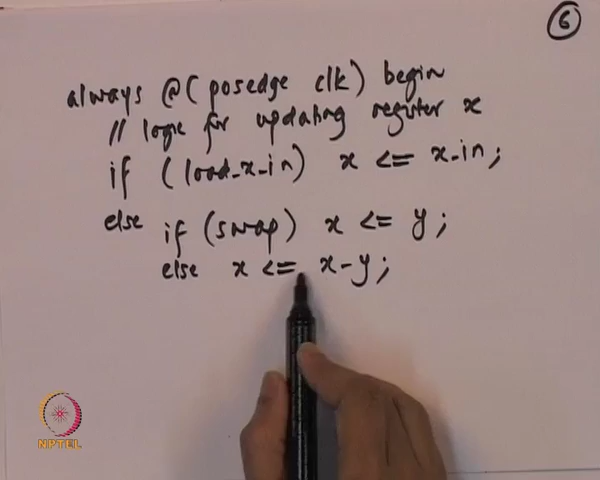 6
always @( posedge clk) begin
// logic for updating register x
if (load_x_in) x <= x_in;
else if (swap) x <= y;
else x <= x-y;
NPTEL